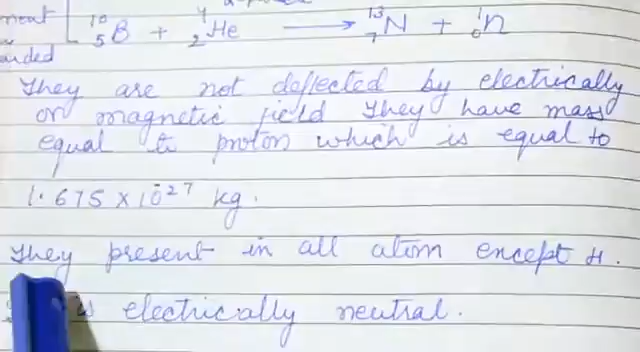 ¹⁰₅B + ⁴₂He ⟶ ¹³₇N + ¹₀n
They are not deflected by electrically
or magnetic field They have mass
equal to proton which is equal to
1.675 × 10⁻²⁷ kg.
They present in all atom except H.
is electrically neutral.